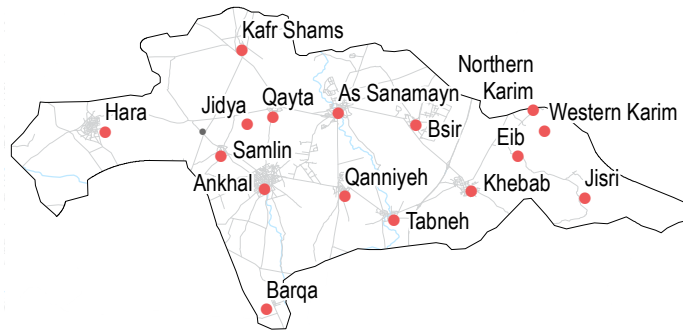 Kafr Shams
Northern
Karim
Hara
Jidya
Qayta
As Sanamayn
Western Karim
Bsir
Eib
Samlin
Ankhal
Qanniyeh
Khebab
Jisri
Tabneh
Barqa